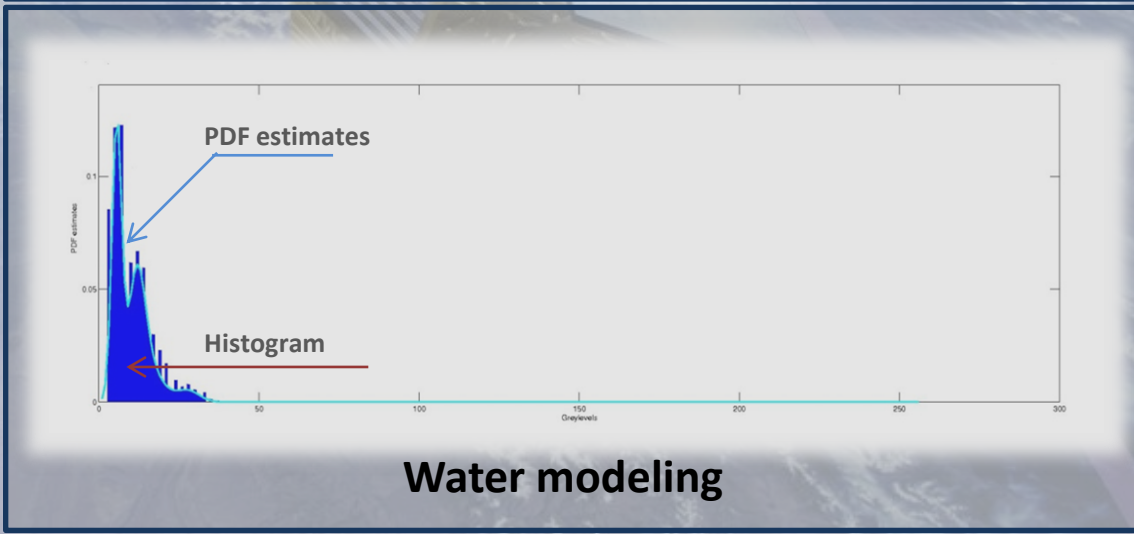 PDF estimates
0.1
PDF estimates
0.05
Histogram
0
0
50
100
150
200
250
300
Greylevels
Water modeling